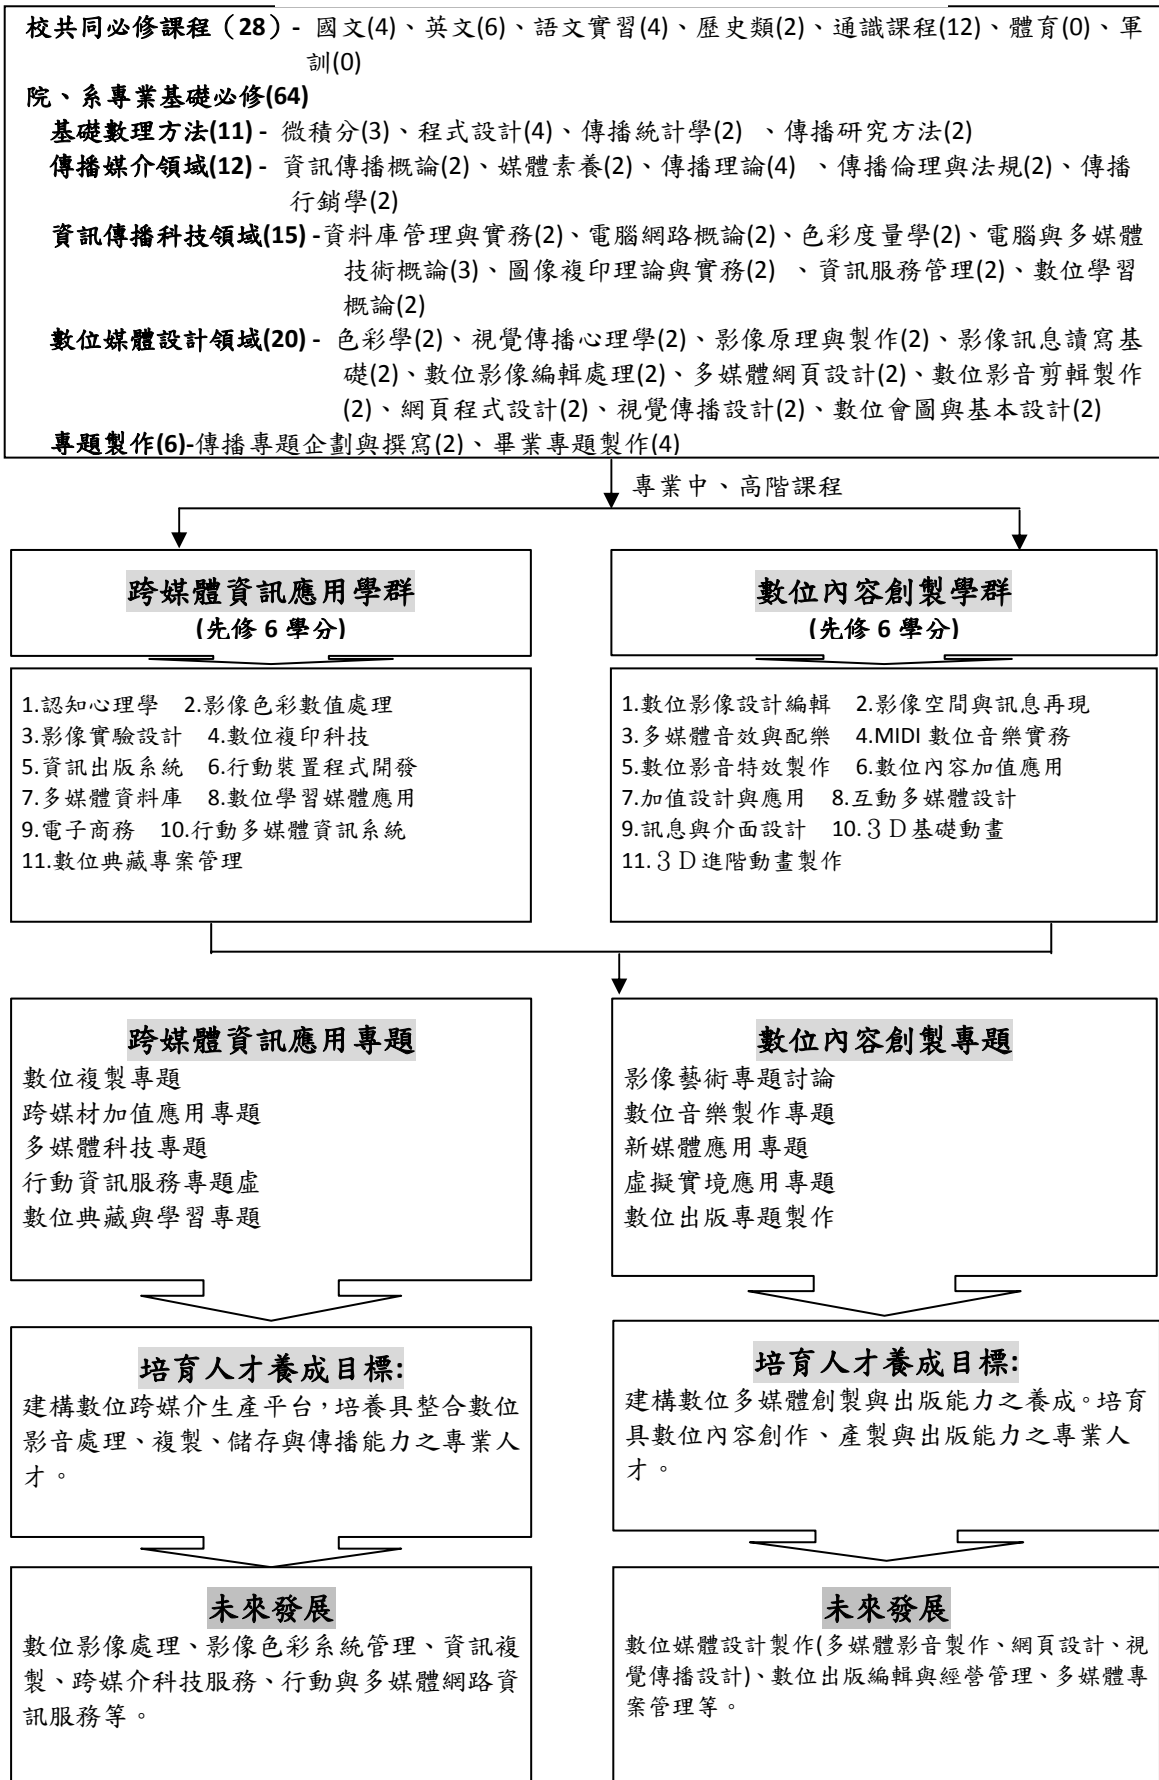 校共同必修課程（28）- 國文(4)、英文(6)、語文實習(4)、歷史類(2)、通識課程(12)、體育(0)、軍
訓(0)
院、系專業基礎必修(64)
基礎數理方法(11) - 微積分(3)、程式設計(4)、傳播統計學(2) 、傳播研究方法(2)
傳播媒介領域(12) - 資訊傳播概論(2)、媒體素養(2)、傳播理論(4) 、傳播倫理與法規(2)、傳播
行銷學(2)
資訊傳播科技領域(15) -資料庫管理與實務(2)、電腦網路概論(2)、色彩度量學(2)、電腦與多媒體
技術概論(3)、圖像複印理論與實務(2) 、資訊服務管理(2)、數位學習
概論(2)
數位媒體設計領域(20) - 色彩學(2)、視覺傳播心理學(2)、影像原理與製作(2)、影像訊息讀寫基
礎(2)、數位影像編輯處理(2)、多媒體網頁設計(2)、數位影音剪輯製作
(2)、網頁程式設計(2)、視覺傳播設計(2)、數位會圖與基本設計(2)
專題製作(6)-傳播專題企劃與撰寫(2)、畢業專題製作(4)
專業中、高階課程
跨媒體資訊應用學群
(先修 6 學分)
1.認知心理學 2.影像色彩數值處理
3.影像實驗設計 4.數位複印科技
5.資訊出版系統 6.行動裝置程式開發
7.多媒體資料庫 8.數位學習媒體應用
9.電子商務 10.行動多媒體資訊系統
11.數位典藏專案管理
數位內容創製學群
(先修 6 學分)
1.數位影像設計編輯 2.影像空間與訊息再現
3.多媒體音效與配樂 4.MIDI 數位音樂實務
5.數位影音特效製作 6.數位內容加值應用
7.加值設計與應用 8.互動多媒體設計
9.訊息與介面設計 10.３Ｄ基礎動畫
11.３Ｄ進階動畫製作
跨媒體資訊應用專題
數位複製專題
跨媒材加值應用專題
多媒體科技專題
行動資訊服務專題虛
數位典藏與學習專題
數位內容創製專題
影像藝術專題討論
數位音樂製作專題
新媒體應用專題
虛擬實境應用專題
數位出版專題製作
培育人才養成目標:
建構數位跨媒介生產平台，培養具整合數位
影音處理、複製、儲存與傳播能力之專業人
才。
培育人才養成目標:
建構數位多媒體創製與出版能力之養成。培育
具數位內容創作、產製與出版能力之專業人
才。
未來發展
數位影像處理、影像色彩系統管理、資訊複
製、跨媒介科技服務、行動與多媒體網路資
訊服務等。
未來發展
數位媒體設計製作(多媒體影音製作、網頁設計、視
覺傳播設計)、數位出版編輯與經營管理、多媒體專
案管理等。